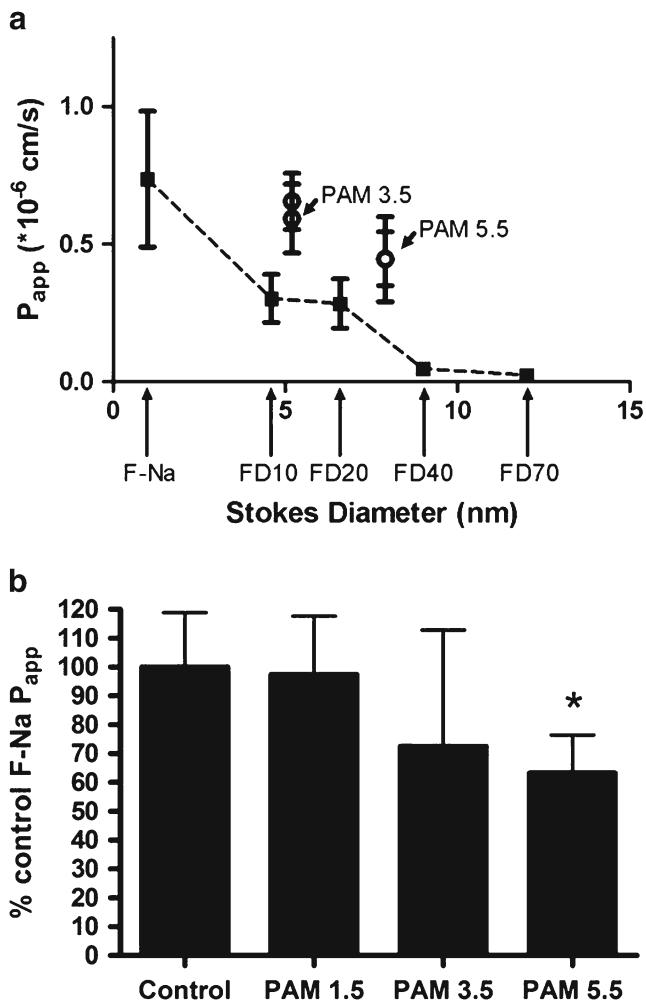 a
P_app (*10^-6 cm/s)
1.0
0.5
0.0
PAM 3.5
PAM 5.5
0 5 10 15
F-Na FD10 FD20 FD40 FD70
Stokes Diameter (nm)
b
% control F-Na P_app
120
110
100
90
80
70
60
50
40
30
20
10
0
*
Control PAM 1.5 PAM 3.5 PAM 5.5